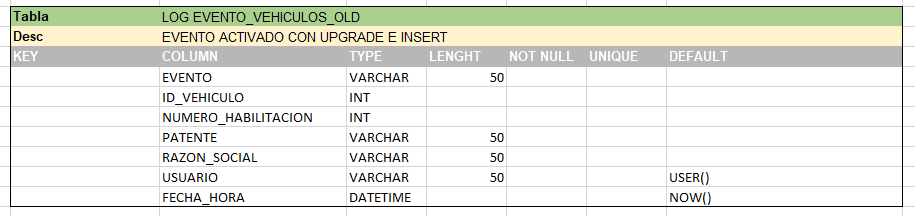 Tabla LOG EVENTO_VEHICULOS_OLD
Desc EVENTO ACTIVADO CON UPGRADE E INSERT
KEY COLUMN TYPE LENGHT NOT NULL UNIQUE DEFAULT
EVENTO VARCHAR 50
ID_VEHICULO INT
NUMERO_HABILITACION INT
PATENTE VARCHAR 50
RAZON_SOCIAL VARCHAR 50
USUARIO VARCHAR 50 USER()
FECHA_HORA DATETIME NOW()